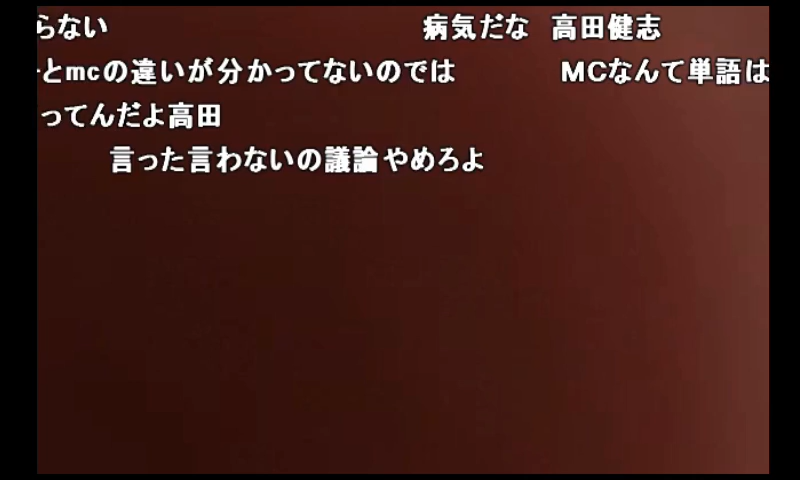 らない
病気だな
高田健志
とmcの違いが分かってないのでは
MCなんて単語は
ってんだよ高田
言った言わないの議論やめろよ